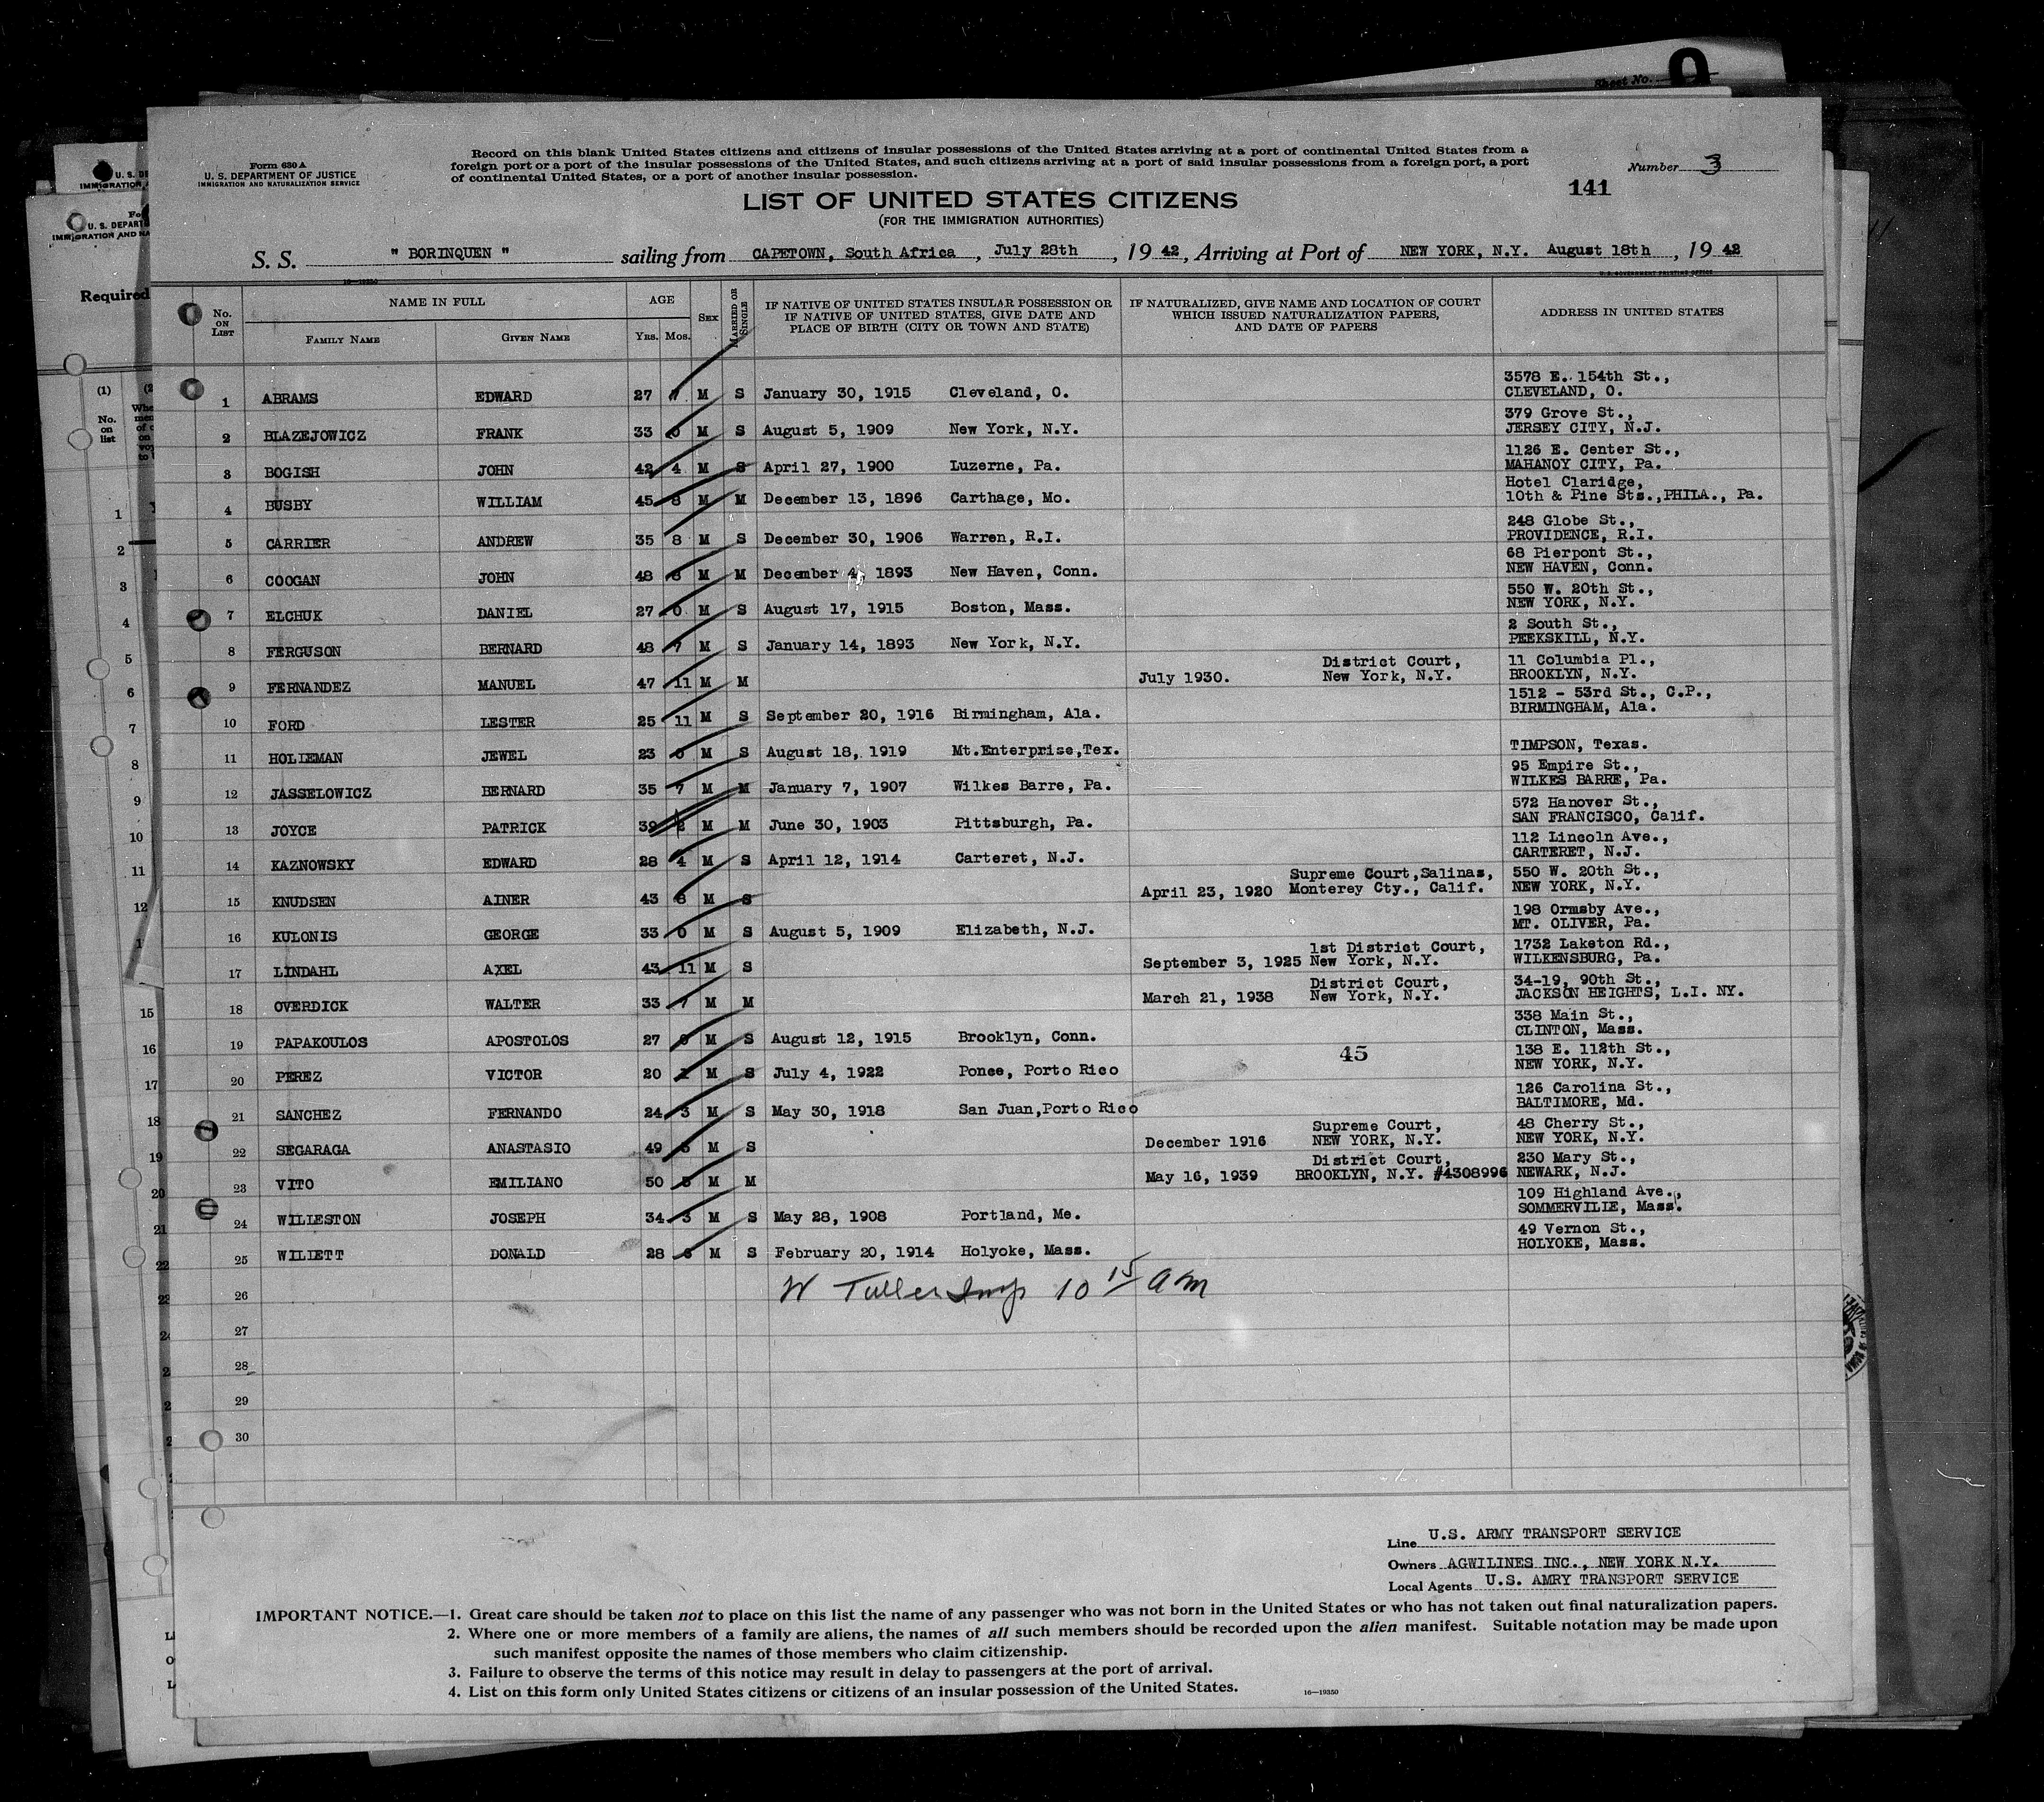 Sheet No. 9
Form 630 A
U. S. DEPARTMENT OF JUSTICE
IMMIGRATION AND NATURALIZATION SERVICE
Record on this blank United States citizens and citizens of insular possessions of the United States arriving at a port of continental United States from a
foreign port or a port of the insular possessions of the United States, and such citizens arriving at a port of said insular possessions from a foreign port, a port
of continental United States, or a port of another insular possession.
Number 3
141
LIST OF UNITED STATES CITIZENS
(FOR THE IMMIGRATION AUTHORITIES)
S. S. " BORINQUEN " sailing from CAPETOWN, South Africa, July 28th, 19 42, Arriving at Port of NEW YORK, N.Y. August 18th, 19 42
16—19350
U. S. GOVERNMENT PRINTING OFFICE
No. ON LIST
NAME IN FULL
FAMILY NAME
GIVEN NAME
AGE
YRS. MOS.
SEX
MARRIED OR SINGLE
IF NATIVE OF UNITED STATES INSULAR POSSESSION OR
IF NATIVE OF UNITED STATES, GIVE DATE AND
PLACE OF BIRTH (CITY OR TOWN AND STATE)
IF NATURALIZED, GIVE NAME AND LOCATION OF COURT
WHICH ISSUED NATURALIZATION PAPERS,
AND DATE OF PAPERS
ADDRESS IN UNITED STATES
1 ABRAMS EDWARD 27 7 M S January 30, 1915 Cleveland, O. 3578 E. 154th St.,
CLEVELAND, O.
2 BLAZEJOWICZ FRANK 33 0 M S August 5, 1909 New York, N.Y. 379 Grove St.,
JERSEY CITY, N.J.
3 BOGISH JOHN 42 4 M S April 27, 1900 Luzerne, Pa. 1126 E. Center St.,
MAHANOY CITY, Pa.
4 BUSBY WILLIAM 45 8 M M December 13, 1896 Carthage, Mo. Hotel Claridge,
10th & Pine Sts.,PHILA., Pa.
5 CARRIER ANDREW 35 8 M S December 30, 1906 Warren, R.I. 248 Globe St.,
PROVIDENCE, R.I.
6 COOGAN JOHN 48 8 M M December 4, 1893 New Haven, Conn. 68 Pierpont St.,
NEW HAVEN, Conn.
7 ELCHUK DANIEL 27 0 M S August 17, 1915 Boston, Mass. 550 W. 20th St.,
NEW YORK, N.Y.
8 FERGUSON BERNARD 48 7 M S January 14, 1893 New York, N.Y. 2 South St.,
PEEKSKILL, N.Y.
9 FERNANDEZ MANUEL 47 11 M M July 1930. District Court,
New York, N.Y. 11 Columbia Pl.,
BROOKLYN, N.Y.
10 FORD LESTER 25 11 M S September 20, 1916 Birmingham, Ala. 1512 - 53rd St., C.P.,
BIRMINGHAM, Ala.
11 HOLLEMAN JEWEL 23 0 M S August 18, 1919 Mt.Enterprise,Tex. TIMPSON, Texas.
12 JASSELOWICZ BERNARD 35 7 M M January 7, 1907 Wilkes Barre, Pa. 95 Empire St.,
WILKES BARRE, Pa.
13 JOYCE PATRICK 39 2 M M June 30, 1903 Pittsburgh, Pa. 572 Hanover St.,
SAN FRANCISCO, Calif.
14 KAZNOWSKY EDWARD 28 4 M S April 12, 1914 Carteret, N.J. 112 Lincoln Ave.,
CARTERET, N.J.
15 KNUDSEN AINER 43 M S April 23, 1920 Supreme Court,Salinas,
Monterey Cty., Calif. 550 W. 20th St.,
NEW YORK, N.Y.
16 KULONIS GEORGE 33 0 M S August 5, 1909 Elizabeth, N.J. 198 Ormsby Ave.,
MT. OLIVER, Pa.
17 LINDAHL AXEL 43 11 M S September 3, 1925 1st District Court,
New York, N.Y. 1732 Laketon Rd.,
WILKENSBURG, Pa.
18 OVERDICK WALTER 33 7 M M March 21, 1938 District Court,
New York, N.Y. 34-19, 90th St.,
JACKSON HEIGHTS, L.I. NY.
19 PAPAKOULOS APOSTOLOS 27 0 M S August 12, 1915 Brooklyn, Conn. 338 Main St.,
CLINTON, Mass.
45
20 PEREZ VICTOR 20 1 M S July 4, 1922 Ponce, Porto Rico 138 E. 112th St.,
NEW YORK, N.Y.
21 SANCHEZ FERNANDO 24 3 M S May 30, 1918 San Juan,Porto Rico 126 Carolina St.,
BALTIMORE, Md.
22 SEGARAGA ANASTASIO 49 M S December 1916 Supreme Court,
NEW YORK, N.Y. 48 Cherry St.,
NEW YORK, N.Y.
23 VITO EMILIANO 50 M M May 16, 1939 District Court,
BROOKLYN, N.Y. #4308996 230 Mary St.,
NEWARK, N.J.
24 WILLESTON JOSEPH 34 3 M S May 28, 1908 Portland, Me. 109 Highland Ave.,
SOMMERVILLE, Mass.
25 WILLETT DONALD 28 6 M S February 20, 1914 Holyoke, Mass. 49 Vernon St.,
HOLYOKE, Mass.
26 W Tuller Insp 10 15 am
27
28
29
30
Line U.S. ARMY TRANSPORT SERVICE
Owners AGWILINES INC., NEW YORK N.Y.
Local Agents U.S. AMRY TRANSPORT SERVICE
IMPORTANT NOTICE.—1. Great care should be taken not to place on this list the name of any passenger who was not born in the United States or who has not taken out final naturalization papers.
2. Where one or more members of a family are aliens, the names of all such members should be recorded upon the alien manifest. Suitable notation may be made upon
such manifest opposite the names of those members who claim citizenship.
3. Failure to observe the terms of this notice may result in delay to passengers at the port of arrival.
4. List on this form only United States citizens or citizens of an insular possession of the United States.
16—19350